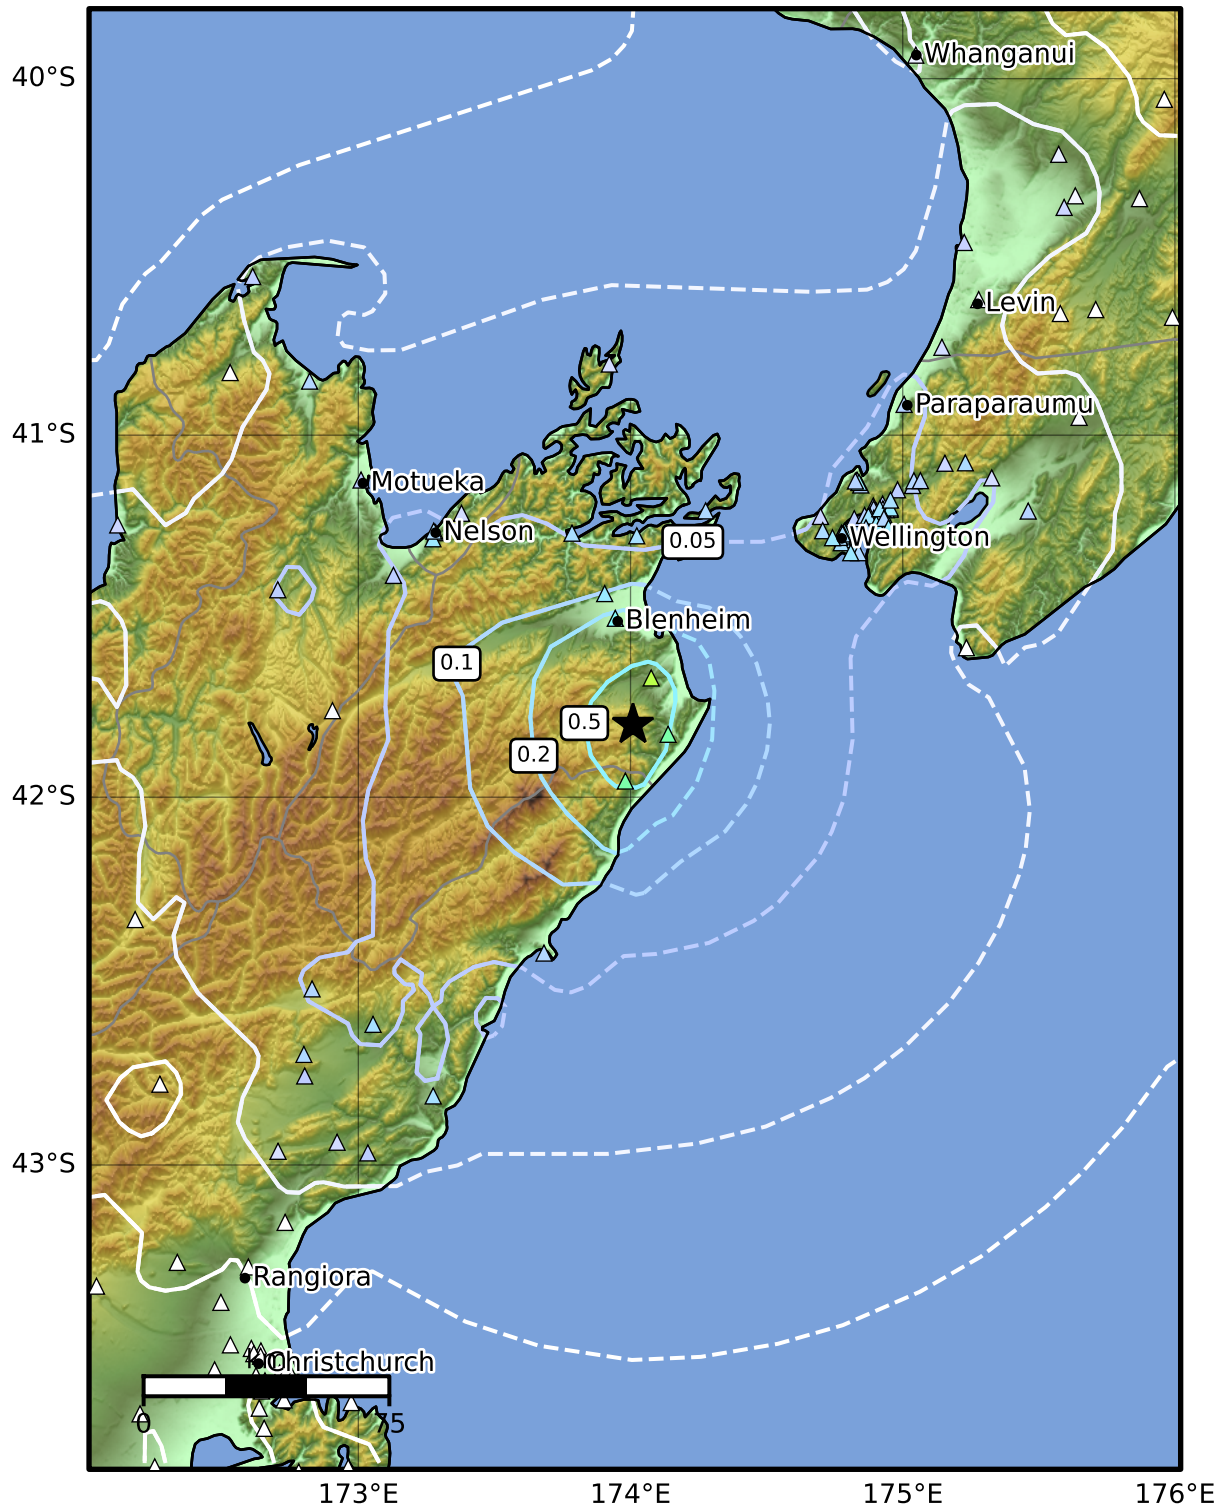 40°S
Whanganui
Levin
Paraparaumu
41°S
Motueka
Nelson
0.05
Wellington
Blenheim
0.1
0.5
0.2
42°S
43°S
Rangiora
Christchurch
0
75
173°E
174°E
175°E
176°E